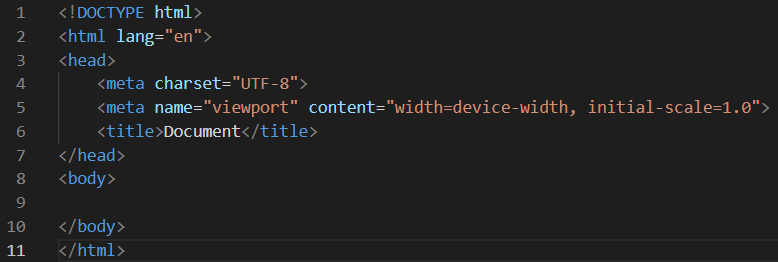 1 <!DOCTYPE html>
2 <html lang="en">
3 <head>
4     <meta charset="UTF-8">
5     <meta name="viewport" content="width=device-width, initial-scale=1.0">
6     <title>Document</title>
7 </head>
8 <body>
9
10 </body>
11 </html>